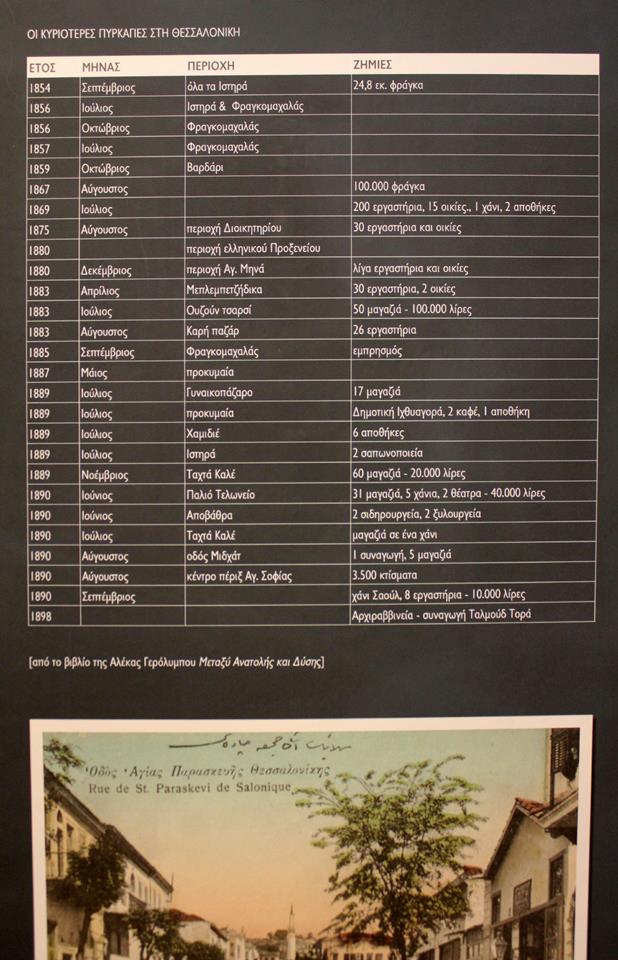 ΟΙ ΚΥΡΙΟΤΕΡΕΣ ΠΥΡΚΑΓΙΕΣ ΣΤΗ ΘΕΣΣΑΛΟΝΙΚΗ
ΕΤΟΣ ΜΗΝΑΣ ΠΕΡΙΟΧΗ ΖΗΜΙΕΣ
1854 Σεπτέμβριος όλα τα Ιστηρά 24,8 εκ. φράγκα
1856 Ιούλιος Ιστηρά & Φραγκομαχαλάς
1856 Οκτώβριος Φραγκομαχαλάς
1857 Ιούλιος Φραγκομαχαλάς
1859 Οκτώβριος Βαρδάρι
1867 Αύγουστος 100.000 φράγκα
1869 Ιούλιος 200 εργαστήρια, 15 οικίες., 1 χάνι, 2 αποθήκες
1875 Αύγουστος περιοχή Διοικητηρίου 30 εργαστήρια και οικίες
1880 περιοχή ελληνικού Προξενείου
1880 Δεκέμβριος περιοχή Αγ. Μηνά λίγα εργαστήρια και οικίες
1883 Απρίλιος Μεπλεμπετζήδικα 30 εργαστήρια, 2 οικίες
1883 Ιούλιος Ουζούν τσαρσί 50 μαγαζιά - 100.000 λίρες
1883 Αύγουστος Καρή παζάρ 26 εργαστήρια
1885 Σεπτέμβριος Φραγκομαχαλάς εμπρησμός
1887 Μάιος προκυμαία
1889 Ιούλιος Γυναικοπάζαρο 17 μαγαζιά
1889 Ιούλιος προκυμαία Δημοτική Ιχθυαγορά, 2 καφέ, 1 αποθήκη
1889 Ιούλιος Χαμιδιέ 6 αποθήκες
1889 Ιούλιος Ιστηρά 2 σαπωνοποιεία
1889 Νοέμβριος Ταχτά Καλέ 60 μαγαζιά - 20.000 λίρες
1890 Ιούνιος Παλιό Τελωνείο 31 μαγαζιά, 5 χάνια, 2 θέατρα - 40.000 λίρες
1890 Ιούνιος Αποβάθρα 2 σιδηρουργεία, 2 ξυλουργεία
1890 Ιούλιος Ταχτά Καλέ μαγαζιά σε ένα χάνι
1890 Αύγουστος οδός Μιδχάτ 1 συναγωγή, 5 μαγαζιά
1890 Αύγουστος κέντρο πέριξ Αγ. Σοφίας 3.500 κτίσματα
1890 Σεπτέμβριος χάνι Σαούλ, 8 εργαστήρια - 10.000 λίρες
1898 Αρχιραββινεία - συναγωγή Ταλμούδ Τορά
[από το βιβλίο της Αλέκας Γερόλυμπου Μεταξύ Ανατολής και Δύσης]
Ὁδὸς Ἁγίας Παρασκευῆς Θεσσαλονίκης
Rue de St. Paraskevi de Salonique